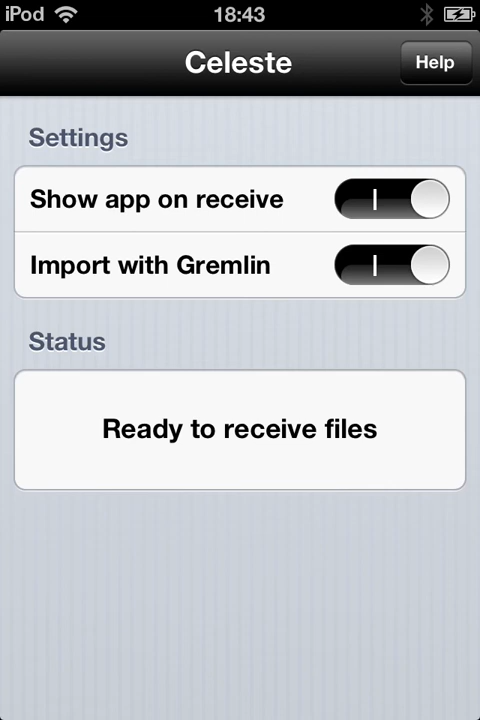 iPod 18:43
Celeste Help
Settings
Show app on receive
Import with Gremlin
Status
Ready to receive files